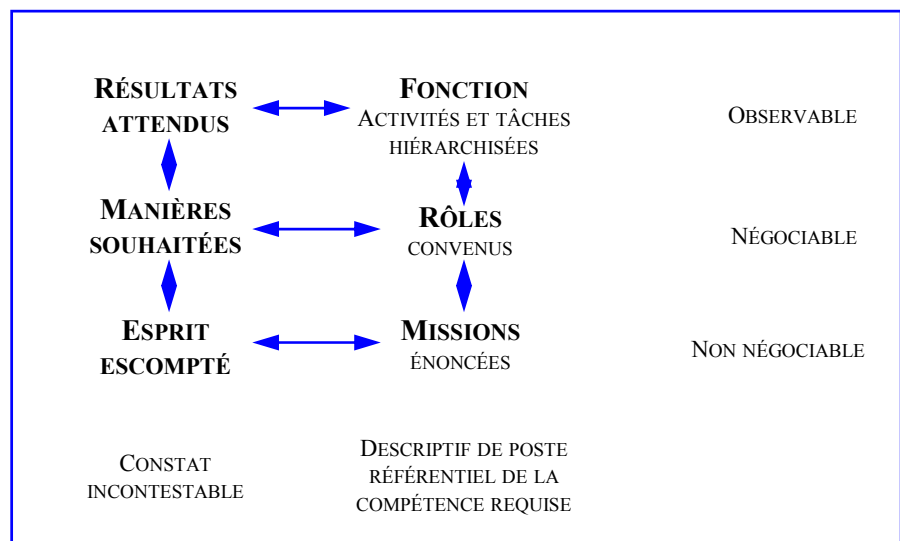 RÉSULTATS
ATTENDUS
FONCTION
ACTIVITÉS ET TÂCHES
HIÉRARCHISÉES
OBSERVABLE
MANIÈRES
SOUHAITÉES
RÔLES
CONVENUS
NÉGOCIABLE
ESPRIT
ESCOMPTÉ
MISSIONS
ÉNONCÉES
NON NÉGOCIABLE
CONSTAT
INCONTESTABLE
DESCRIPTIF DE POSTE
RÉFÉRENTIEL DE LA
COMPÉTENCE REQUISE